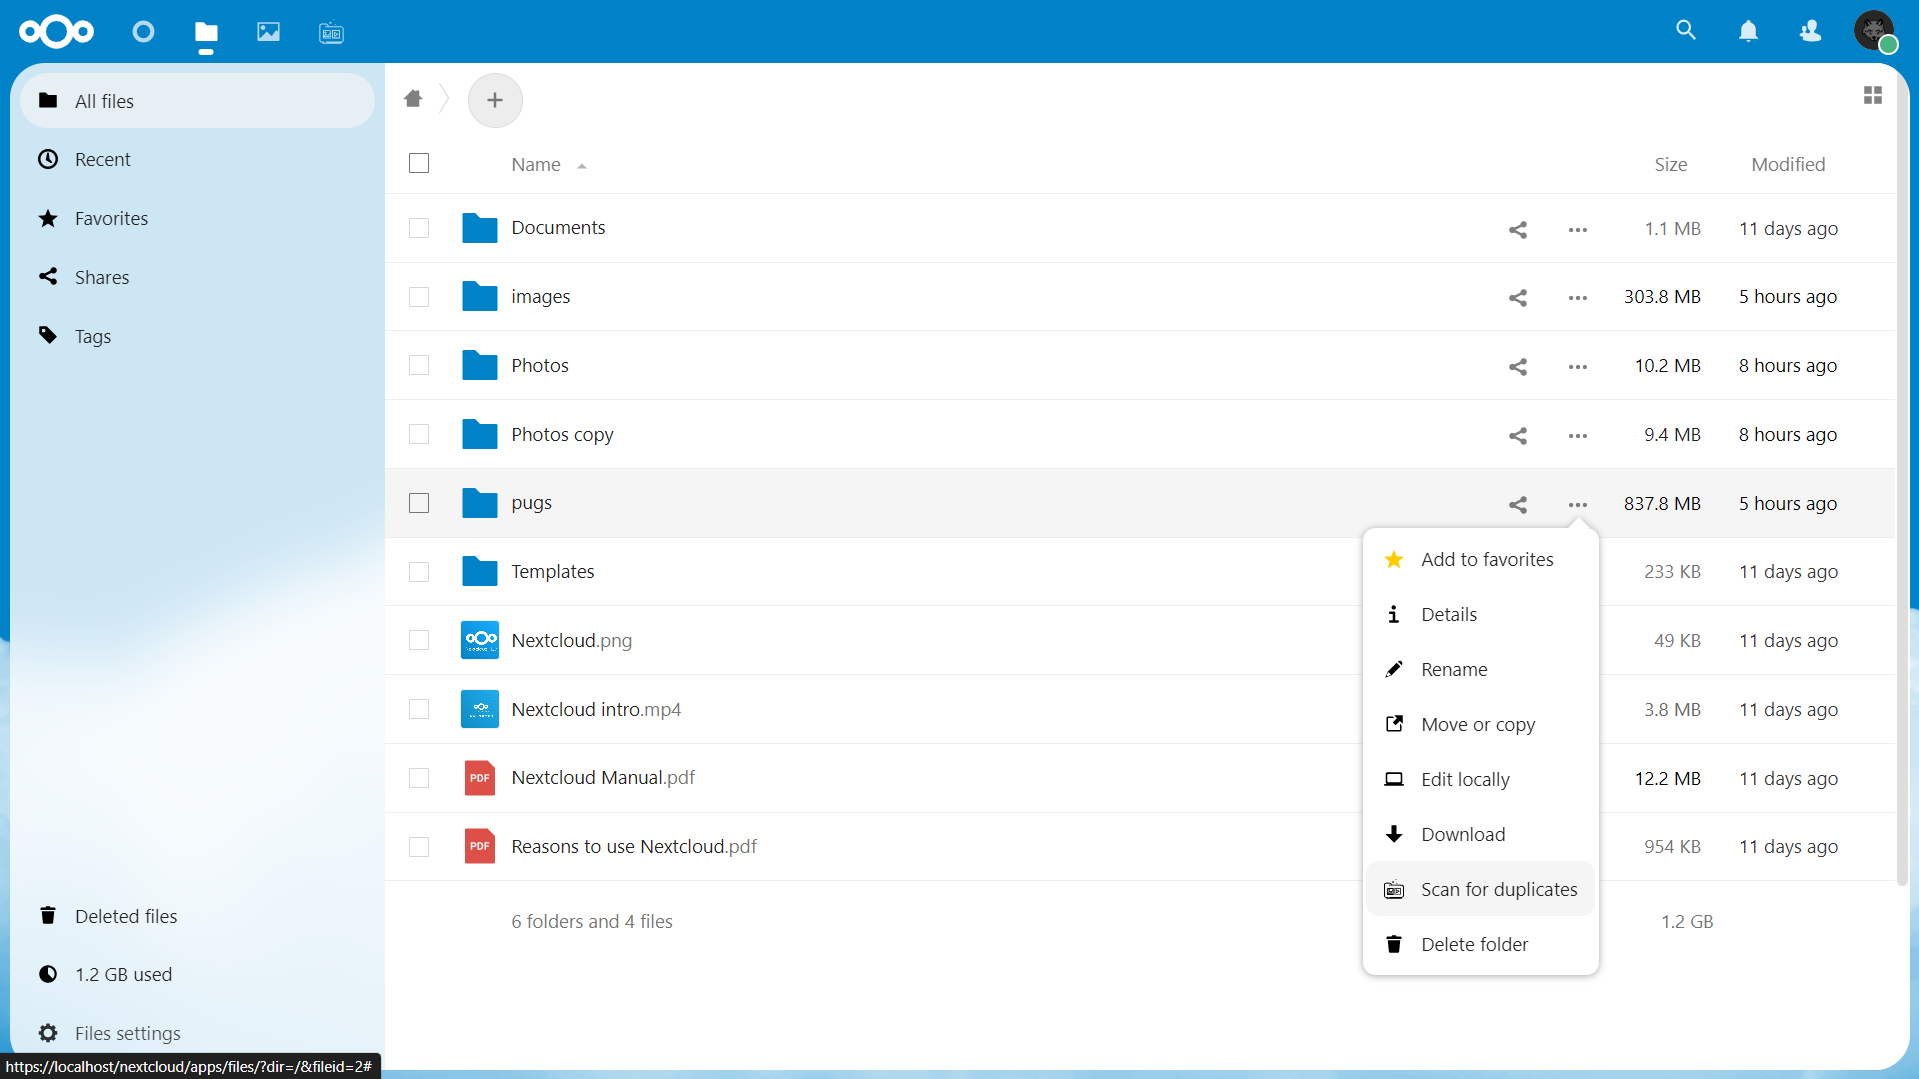 All files
Recent
Favorites
Shares
Tags
Deleted files
1.2 GB used
Files settings
https://localhost/nextcloud/apps/files/?dir=/&fileid=2#
Name Size Modified
Documents 1.1 MB 11 days ago
images 303.8 MB 5 hours ago
Photos 10.2 MB 8 hours ago
Photos copy 9.4 MB 8 hours ago
pugs 837.8 MB 5 hours ago
Templates 233 KB 11 days ago
Nextcloud.png 49 KB 11 days ago
Nextcloud intro.mp4 3.8 MB 11 days ago
PDF Nextcloud Manual.pdf 12.2 MB 11 days ago
PDF Reasons to use Nextcloud.pdf 954 KB 11 days ago
6 folders and 4 files 1.2 GB
Add to favorites
Details
Rename
Move or copy
Edit locally
Download
Scan for duplicates
Delete folder